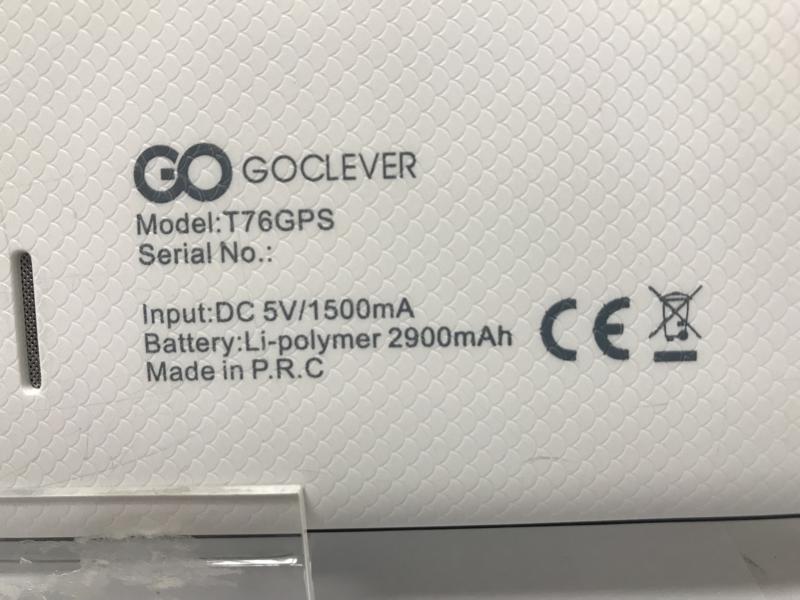 GO GOCLEVER
Model:T76GPS
Serial No.:
Input:DC 5V/1500mA
Battery:Li-polymer 2900mAh
Made in P.R.C
CE